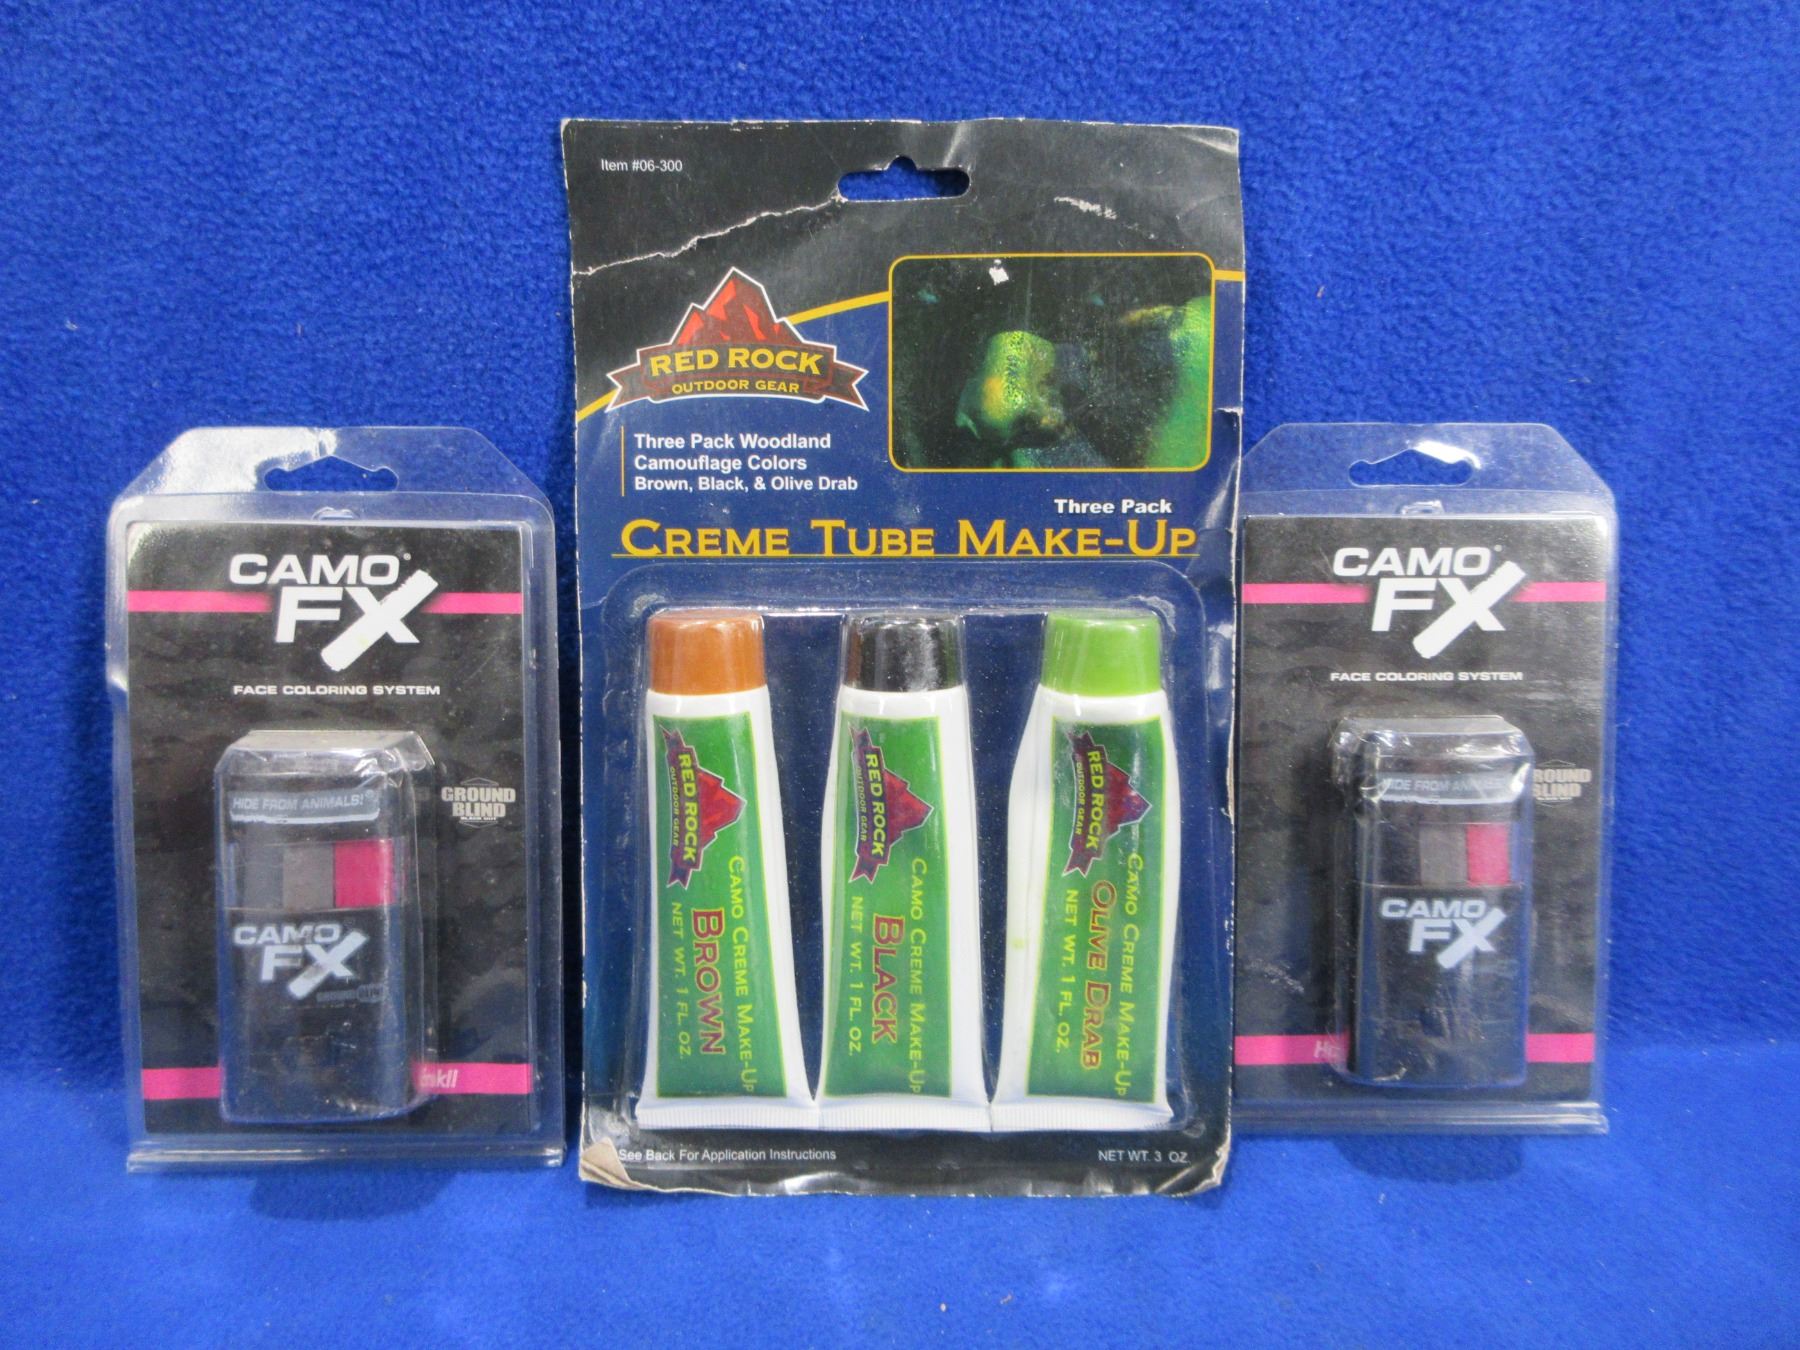 CAMO
FX
FACE COLORING SYSTEM
HIDE FROM ANIMALS!®
GROUND
BLIND
CAMO
FX
Item #06-300
RED ROCK
OUTDOOR GEAR
Three Pack Woodland
Camouflage Colors
Brown, Black, & Olive Drab
Three Pack
CREME TUBE MAKE-UP
RED ROCK
OUTDOOR GEAR
CAMO CREME MAKE-UP
BROWN
NET WT. 1 FL. OZ.
RED ROCK
OUTDOOR GEAR
CAMO CREME MAKE-UP
BLACK
NET WT. 1 FL. OZ.
RED ROCK
OUTDOOR GEAR
CAMO CREME MAKE-UP
OLIVE DRAB
NET WT. 1 FL. OZ.
See Back For Application Instructions
NET WT. 3 OZ.
CAMO®
FX
FACE COLORING SYSTEM
HIDE FROM ANIMALS
ROUND
BLIND
CAMO
FX